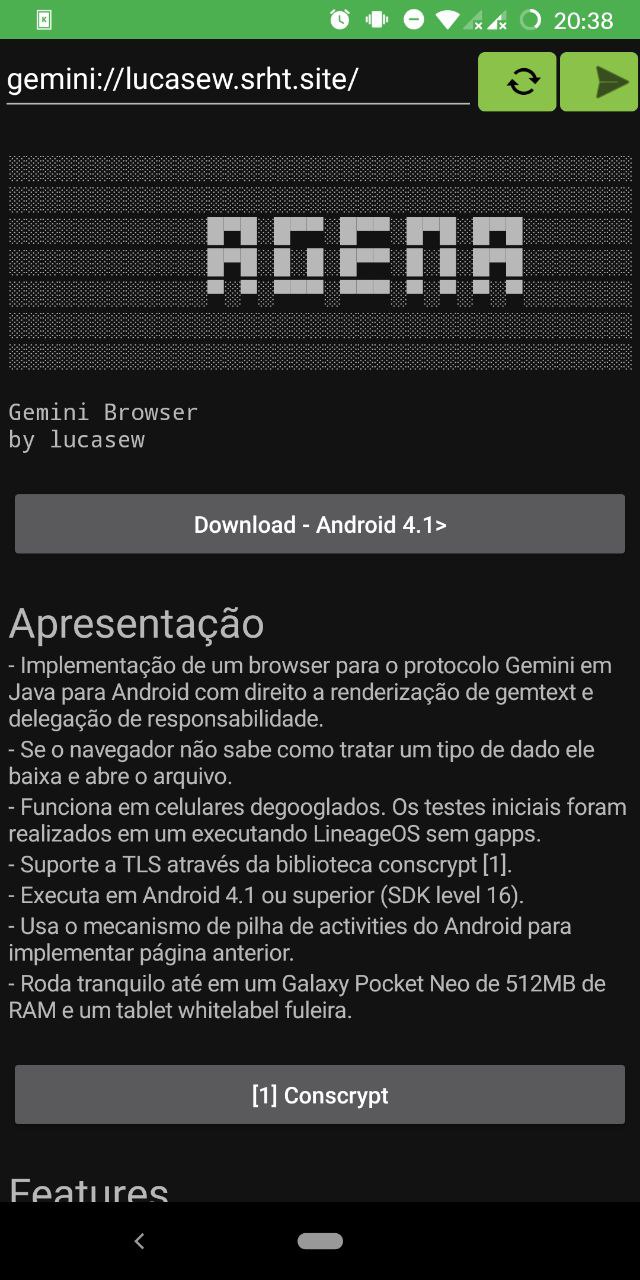 20:38
gemini://lucasew.srht.site/
AGENA
Gemini Browser
by lucasew
Download - Android 4.1>
Apresentação
- Implementação de um browser para o protocolo Gemini em
Java para Android com direito a renderização de gemtext e
delegação de responsabilidade.
- Se o navegador não sabe como tratar um tipo de dado ele
baixa e abre o arquivo.
- Funciona em celulares degooglados. Os testes iniciais foram
realizados em um executando LineageOS sem gapps.
- Suporte a TLS através da biblioteca conscrypt [1].
- Executa em Android 4.1 ou superior (SDK level 16).
- Usa o mecanismo de pilha de activities do Android para
implementar página anterior.
- Roda tranquilo até em um Galaxy Pocket Neo de 512MB de
RAM e um tablet whitelabel fuleira.
[1] Conscrypt
Features